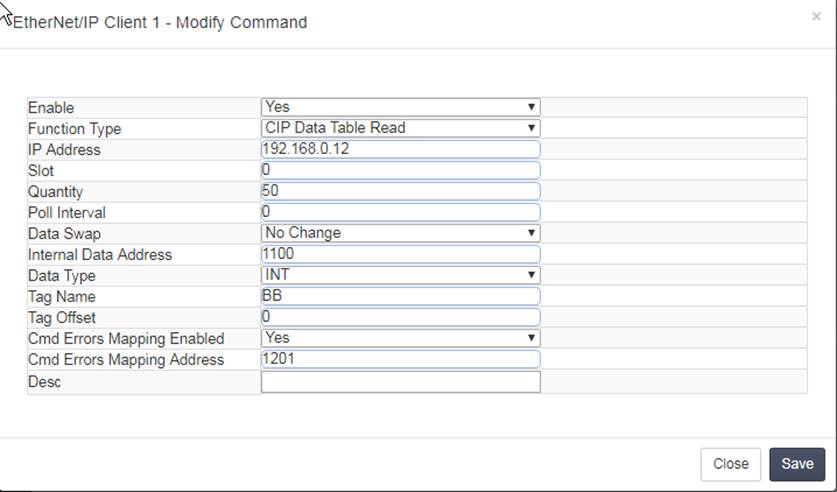 EtherNet/IP Client 1 - Modify Command ×
Enable Yes
Function Type CIP Data Table Read
IP Address 192.168.0.12
Slot 0
Quantity 50
Poll Interval 0
Data Swap No Change
Internal Data Address 1100
Data Type INT
Tag Name BB
Tag Offset 0
Cmd Errors Mapping Enabled Yes
Cmd Errors Mapping Address 1201
Desc
Close Save